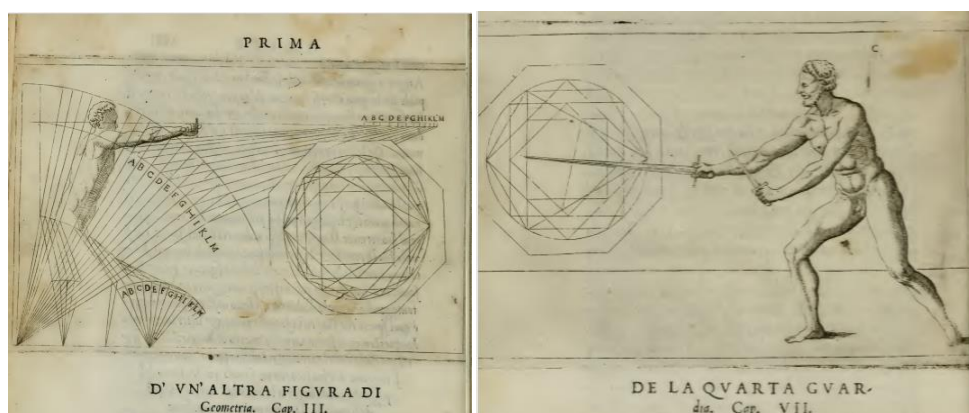 PRIMA
A B C D E F G H I K L M
A B C D E F G H I K L M
A B C D E F G H I K L M
D' VN'ALTRA FIGVRA DI
Geometria. Cap. III.
C
DE LA QVARTA GVAR-
dia. Cap. VII.